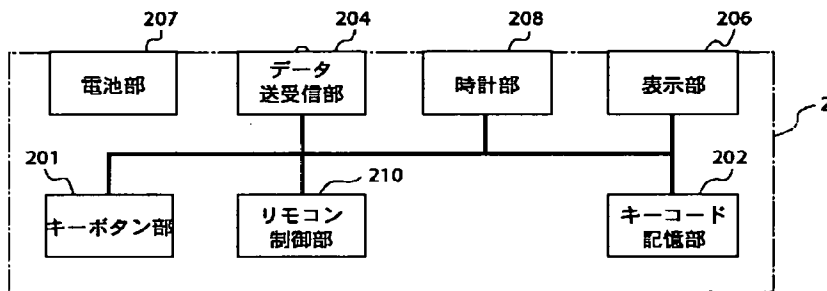 207
204
208
206
電池部
データ
送受信部
時計部
表示部
2
201
210
202
キーボタン部
リモコン
制御部
キーコード
記憶部